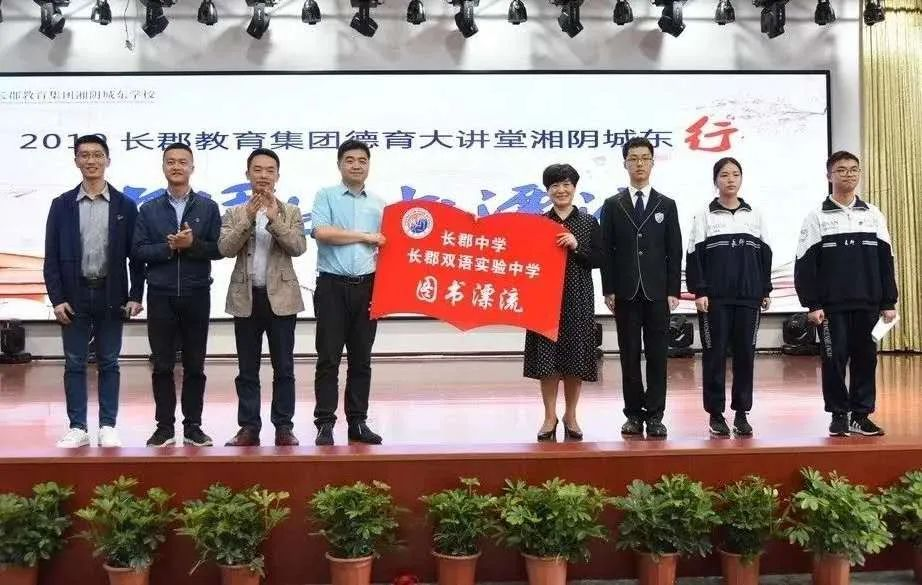 长郡教育集团湘阴城东学校
2019 长郡教育集团德育大讲堂湘阴城东行
长郡中学
长郡双语实验中学
图书漂流
长郡